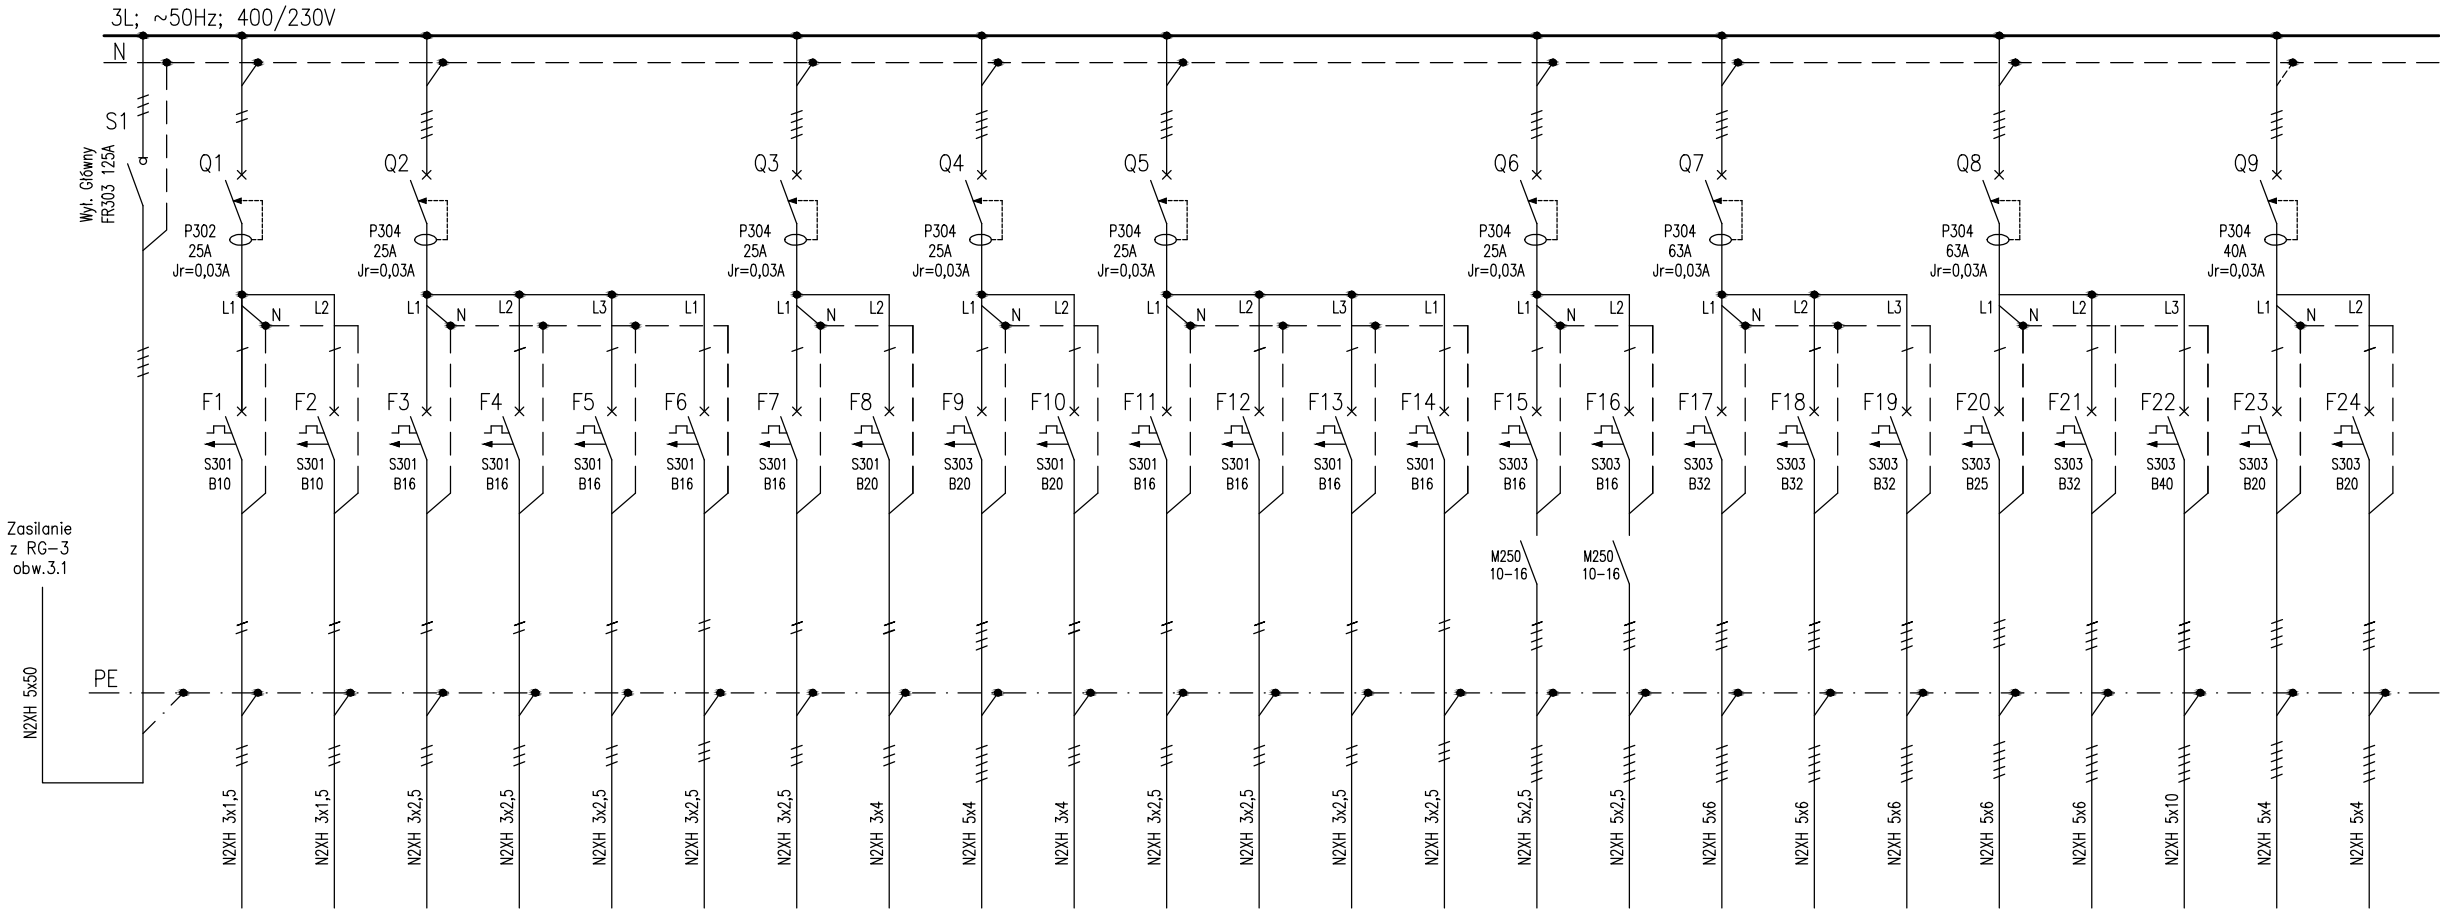 3L; ~50Hz; 400/230V
N
S1
Wył. Główny
FR303 125A
Q1
Q2
Q3
Q4
Q5
Q6
Q7
Q8
Q9
P302
25A
Jr=0,03A
P304
25A
Jr=0,03A
P304
25A
Jr=0,03A
P304
25A
Jr=0,03A
P304
25A
Jr=0,03A
P304
25A
Jr=0,03A
P304
63A
Jr=0,03A
P304
63A
Jr=0,03A
P304
40A
Jr=0,03A
L1 N L2
L1 N L2 L3 L1
L1 N L2
L1 N L2
L1 N L2 L3 L1
L1 N L2
L1 N L2 L3
L1 N L2 L3
L1 N L2
F1
S301
B10
F2
S301
B10
F3
S301
B16
F4
S301
B16
F5
S301
B16
F6
S301
B16
F7
S301
B16
F8
S301
B20
F9
S303
B20
F10
S301
B20
F11
S301
B16
F12
S301
B16
F13
S301
B16
F14
S301
B16
F15
S303
B16
F16
S303
B16
F17
S303
B32
F18
S303
B32
F19
S303
B32
F20
S303
B25
F21
S303
B32
F22
S303
B40
F23
S303
B20
F24
S303
B20
Zasilanie
z RG-3
obw.3.1
M250
10-16
M250
10-16
N2XH 5x50
PE
N2XH 3x1,5
N2XH 3x1,5
N2XH 3x2,5
N2XH 3x2,5
N2XH 3x2,5
N2XH 3x2,5
N2XH 3x2,5
N2XH 3x4
N2XH 5x4
N2XH 3x4
N2XH 3x2,5
N2XH 3x2,5
N2XH 3x2,5
N2XH 3x2,5
N2XH 5x2,5
N2XH 5x2,5
N2XH 5x6
N2XH 5x6
N2XH 5x6
N2XH 5x6
N2XH 5x6
N2XH 5x10
N2XH 5x4
N2XH 5x4